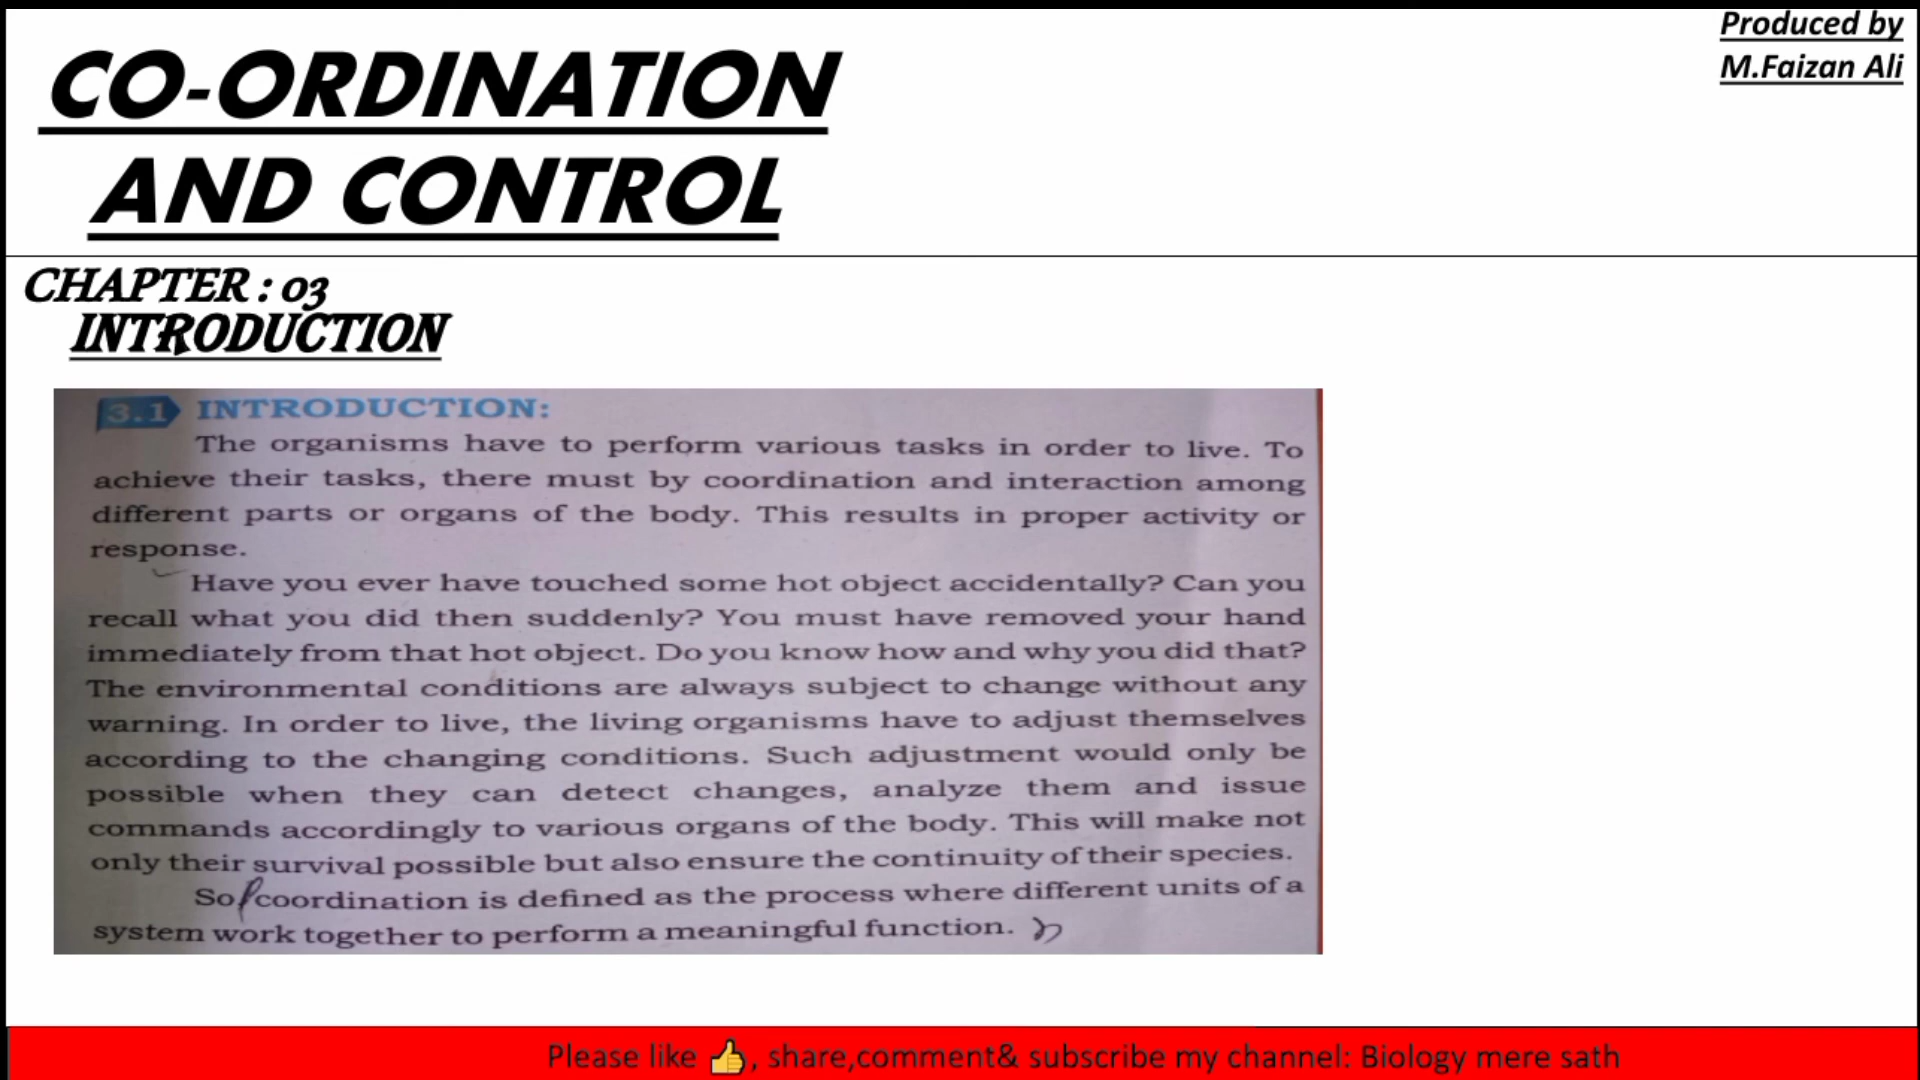 Produced by
M.Faizan Ali
CO-ORDINATION
AND CONTROL
CHAPTER : 03
INTRODUCTION
3.1 INTRODUCTION:
The organisms have to perform various tasks in order to live. To
achieve their tasks, there must by coordination and interaction among
different parts or organs of the body. This results in proper activity or
response.
Have you ever have touched some hot object accidentally? Can you
recall what you did then suddenly? You must have removed your hand
immediately from that hot object. Do you know how and why you did that?
The environmental conditions are always subject to change without any
warning. In order to live, the living organisms have to adjust themselves
according to the changing conditions. Such adjustment would only be
possible when they can detect changes, analyze them and issue
commands accordingly to various organs of the body. This will make not
only their survival possible but also ensure the continuity of their species.
So, coordination is defined as the process where different units of a
system work together to perform a meaningful function.
Please like 👍, share,comment& subscribe my channel: Biology mere sath